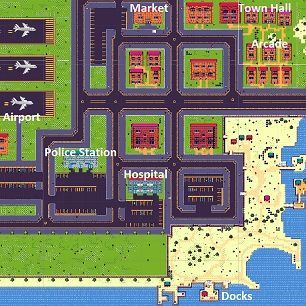 Market
Town Hall
Arcade
Airport
Police Station
Hospital
Docks